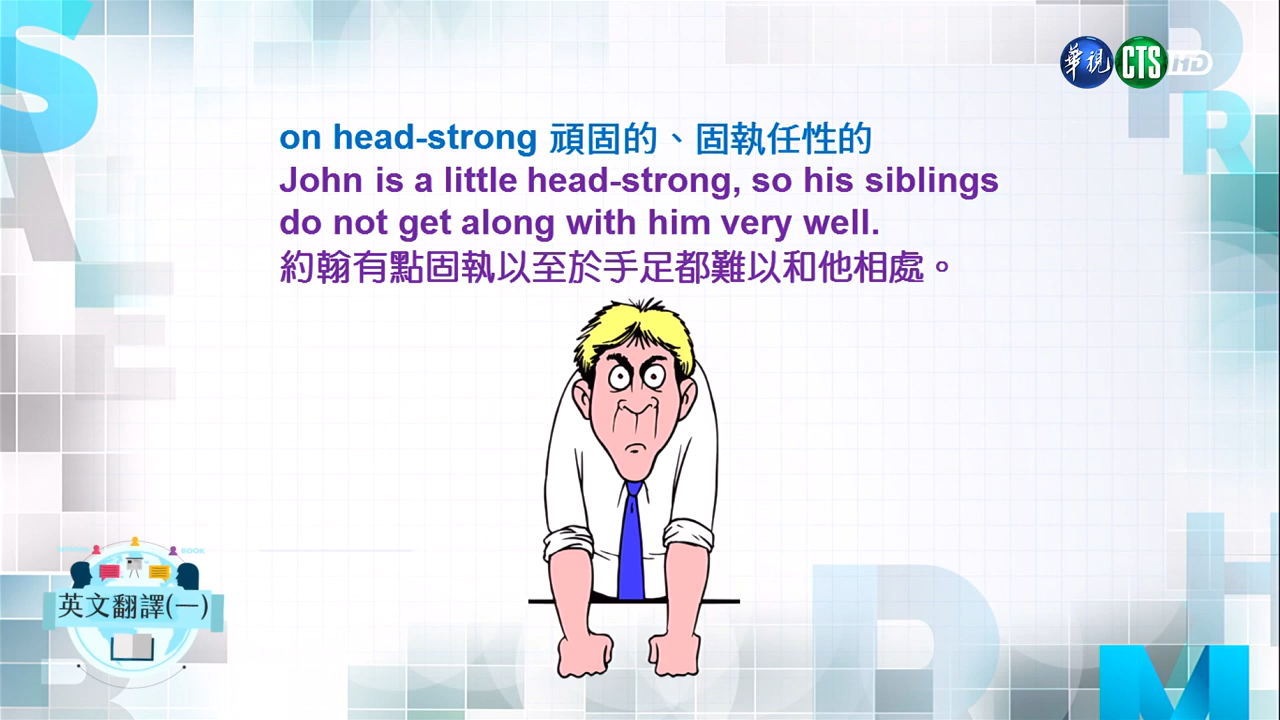 華視 CTS HD
on head-strong 頑固的、固執任性的
John is a little head-strong, so his siblings
do not get along with him very well.
約翰有點固執以至於手足都難以和他相處。
BOOK
英文翻譯(一)